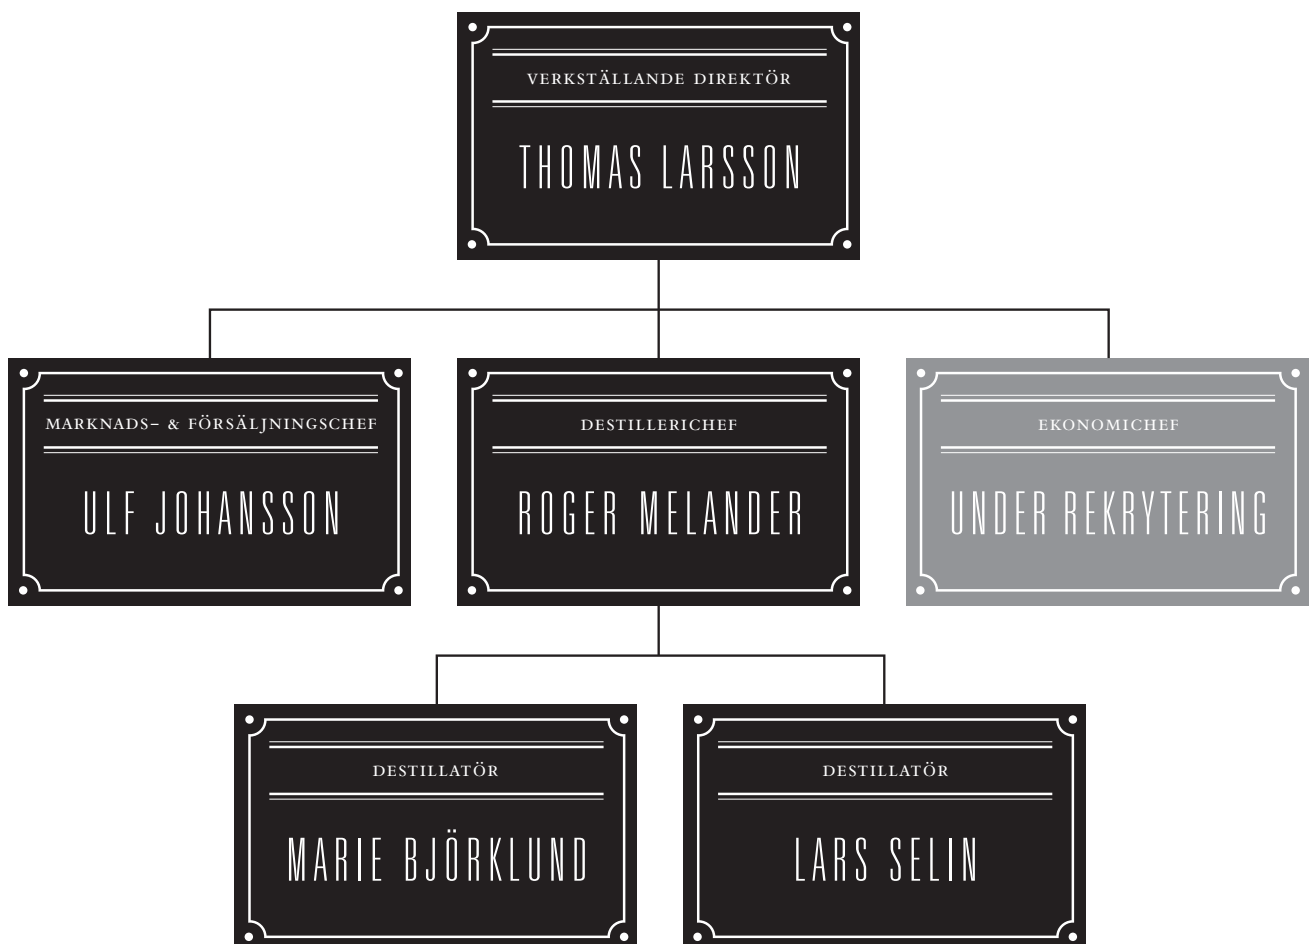 VERKSTÄLLANDE DIREKTÖR
THOMAS LARSSON
MARKNADS- & FÖRSÄLJNINGSCHEF
ULF JOHANSSON
DESTILLERICHEF
ROGER MELANDER
EKONOMICHEF
UNDER REKRYTERING
DESTILLATÖR
MARIE BJÖRKLUND
DESTILLATÖR
LARS SELIN